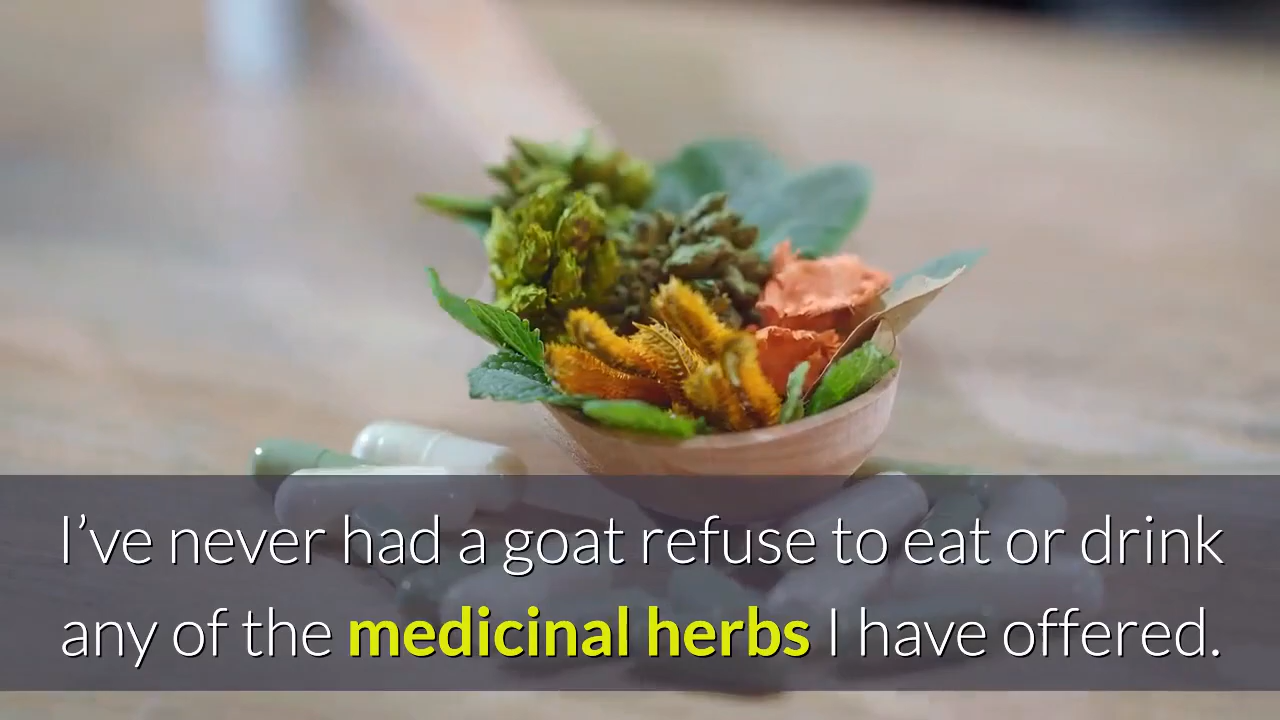 I’ve never had a goat refuse to eat or drink
any of the medicinal herbs I have offered.